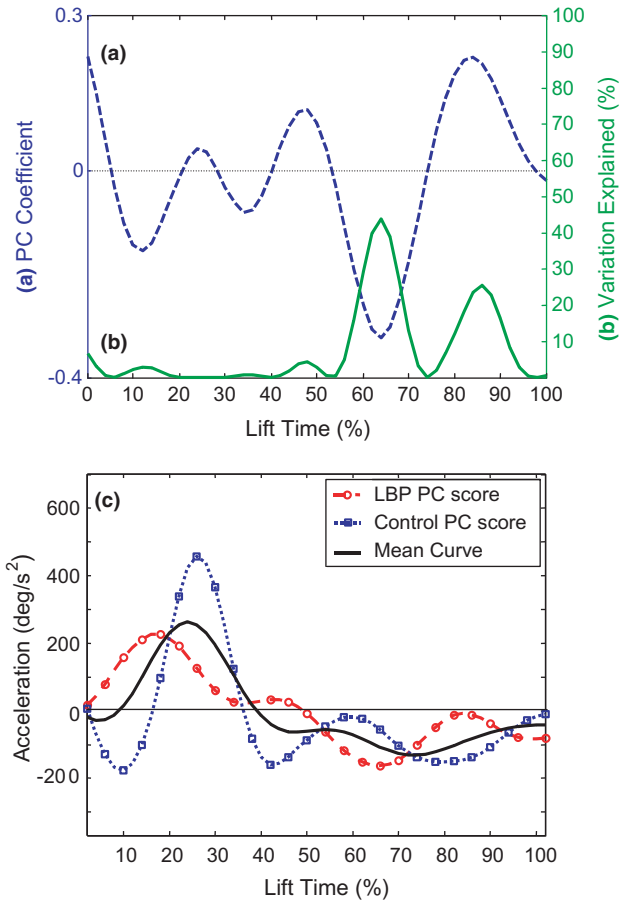 0.3
0
-0.4
(a) PC Coefficient
(a)
(b)
100
90
80
70
60
50
40
30
20
10
(b) Variation Explained (%)
0 10 20 30 40 50 60 70 80 90 100
Lift Time (%)
(c)
LBP PC score
Control PC score
Mean Curve
600
400
200
0
-200
Acceleration (deg/s²)
10 20 30 40 50 60 70 80 90 100
Lift Time (%)